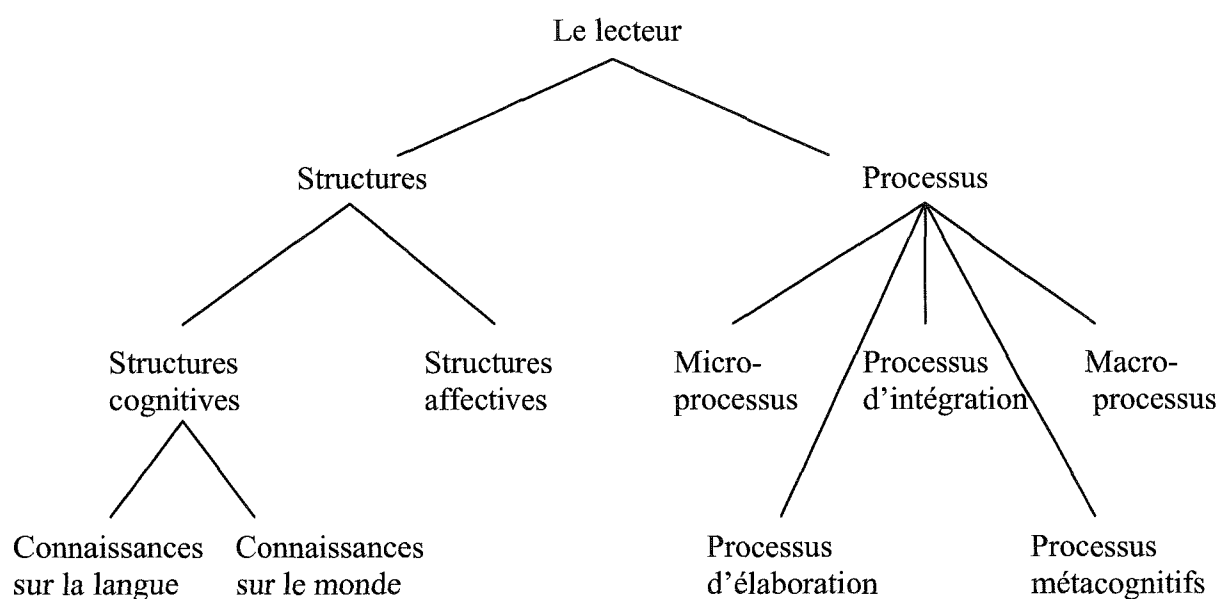 Le lecteur
Structures
Processus
Structures
cognitives
Structures
affectives
Micro-
processus
Processus
d'intégration
Macro-
processus
Connaissances
sur la langue
Connaissances
sur le monde
Processus
d'élaboration
Processus
métacognitifs